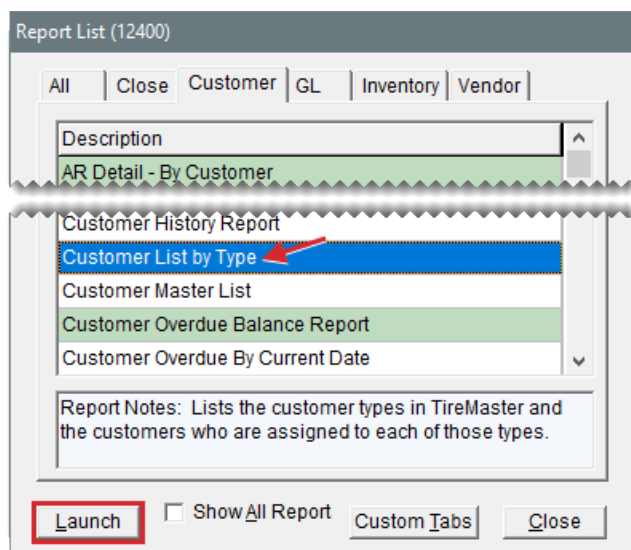 Report List (12400)
All Close Customer GL Inventory Vendor
Description
AR Detail - By Customer
Customer History Report
Customer List by Type
Customer Master List
Customer Overdue Balance Report
Customer Overdue By Current Date
Report Notes: Lists the customer types in TireMaster and
the customers who are assigned to each of those types.
Launch Show All Report Custom Tabs Close